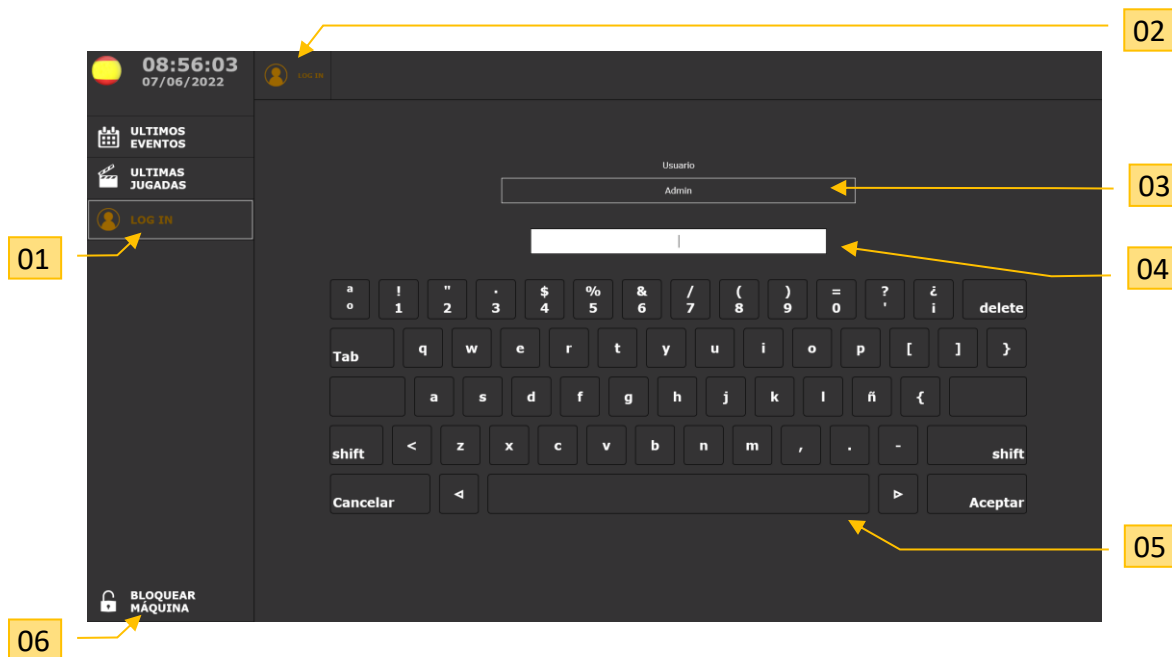 02
08:56:03
07/06/2022
LOG IN
ULTIMOS
EVENTOS
Usuario
ULTIMAS
JUGADAS
Admin
03
LOG IN
01
04
a ! " · $ % & / ( ) = ? ¿
o 1 2 3 4 5 6 7 8 9 0 ' i delete
Tab q w e r t y u i o p [ ] }
a s d f g h j k l ñ {
shift < z x c v b n m , . - shift
Cancelar ⊲ ⊳ Aceptar
05
BLOQUEAR
MÁQUINA
06